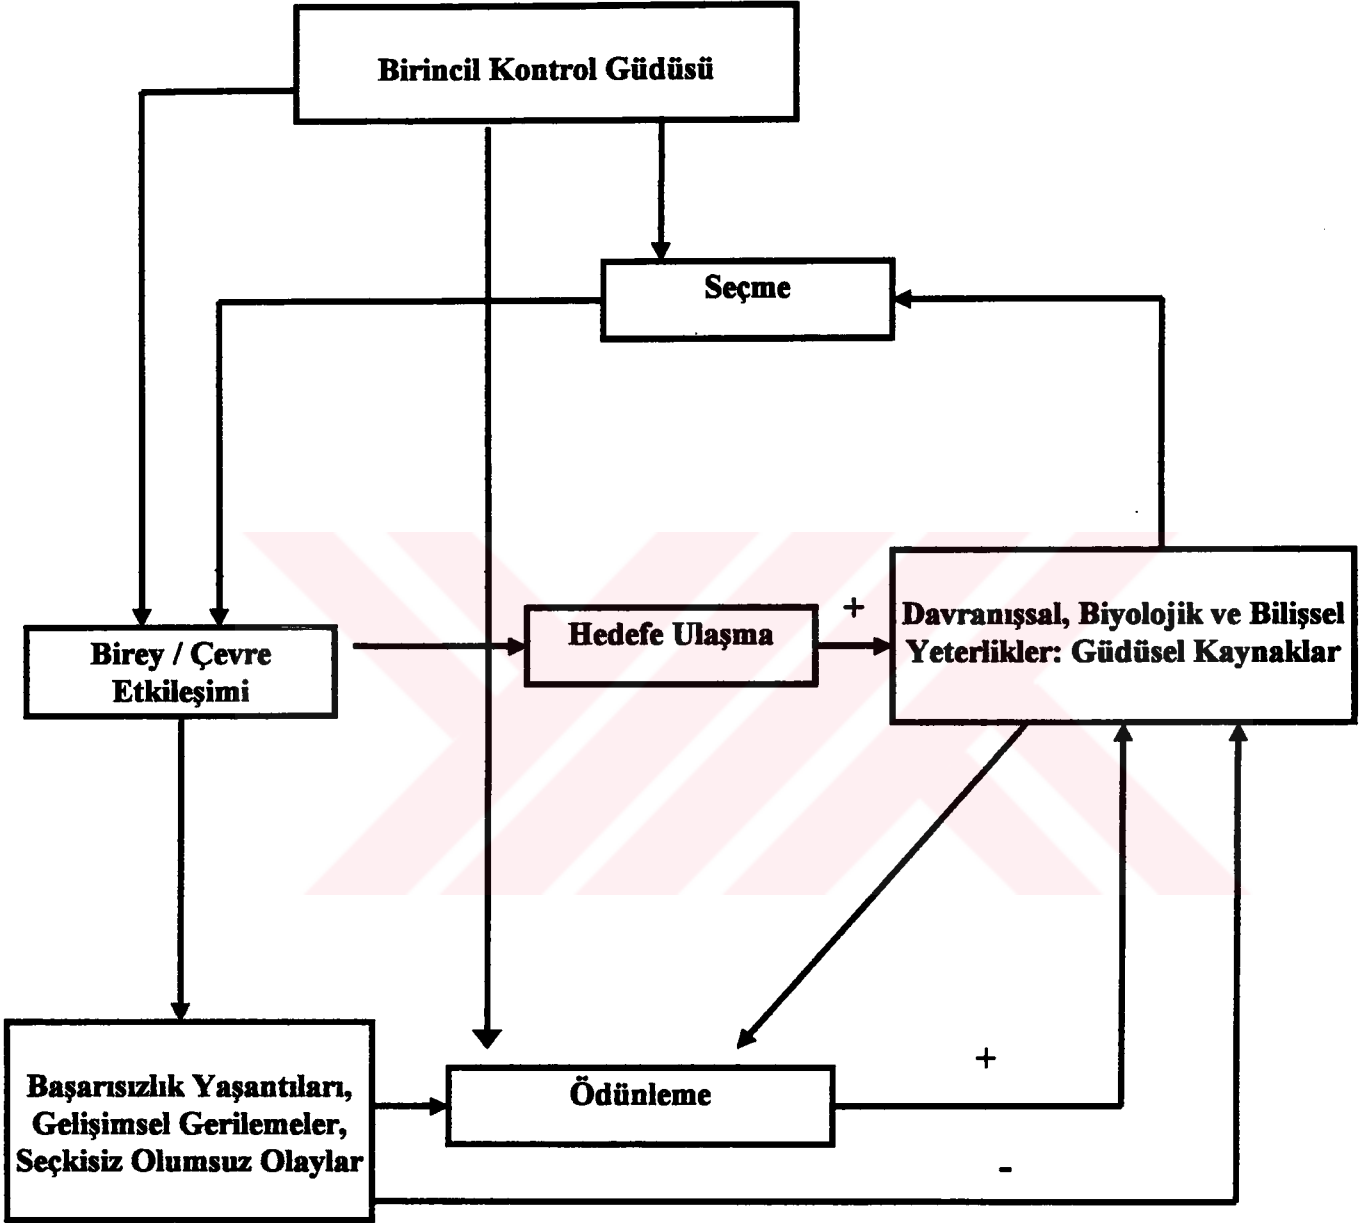 Birincil Kontrol Güdüsü
Seçme
+
Hedefe Ulaşma
Davranışsal, Biyolojik ve Bilişsel
Yeterlikler: Güdüsel Kaynaklar
Birey / Çevre
Etkileşimi
+
Başarısızlık Yaşantıları,
Gelişimsel Gerilemeler,
Seçkisiz Olumsuz Olaylar
Ödünleme
-